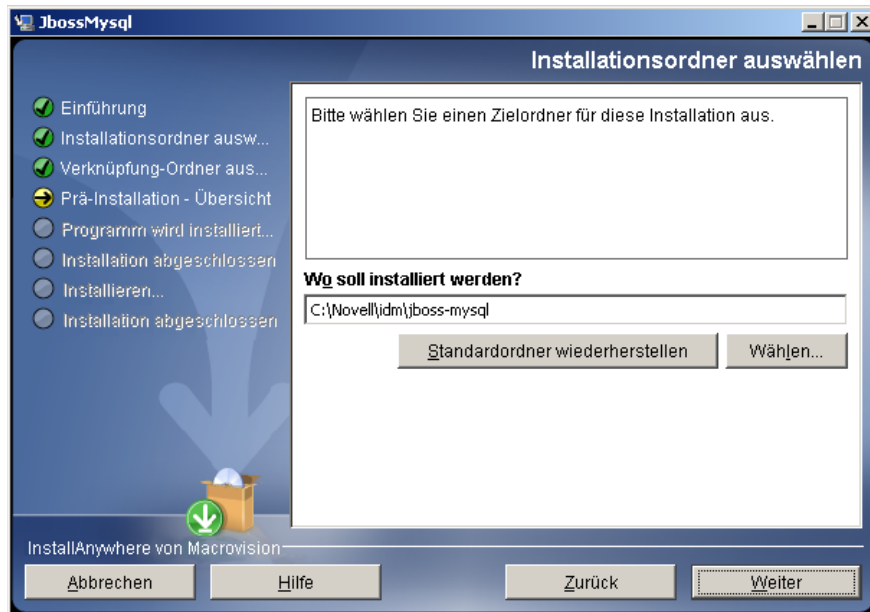 JbossMysql
Installationsordner auswählen
Einführung
Installationsordner ausw...
Verknüpfung-Ordner aus...
Prä-Installation - Übersicht
Programm wird installiert...
Installation abgeschlossen
Installieren...
Installation abgeschlossen
Bitte wählen Sie einen Zielordner für diese Installation aus.
Wo soll installiert werden?
C:\Novell\idm\jboss-mysql
Standardordner wiederherstellen
Wählen...
InstallAnywhere von Macrovision
Abbrechen
Hilfe
Zurück
Weiter